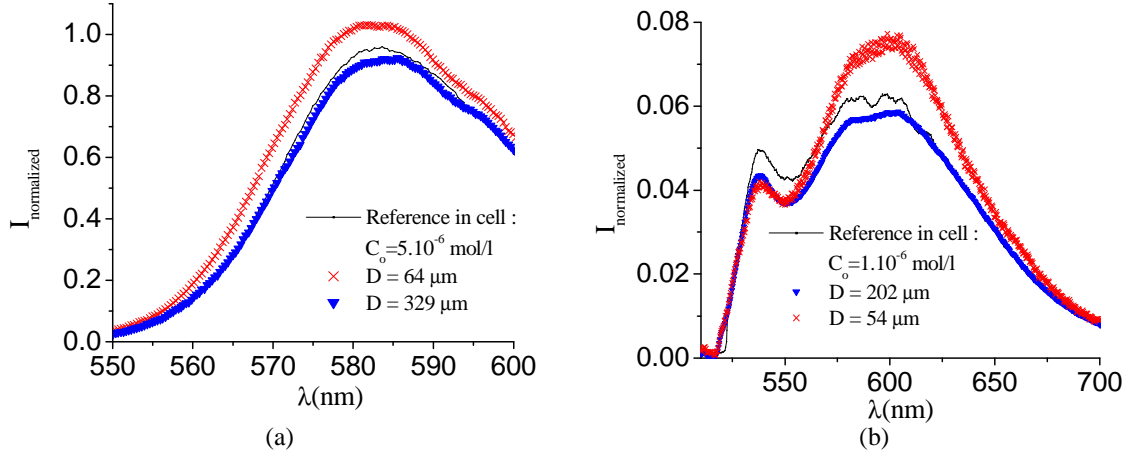 1.0
0.8
0.6
0.4
0.2
0.0
I normalized
550 560 570 580 590 600
λ(nm)
Reference in cell :
C₀=5.10⁻⁶ mol/l
D = 64 μm
D = 329 μm
(a)
0.08
0.06
0.04
0.02
0.00
I normalized
550 600 650 700
λ(nm)
Reference in cell :
C₀=1.10⁻⁶ mol/l
D = 202 μm
D = 54 μm
(b)